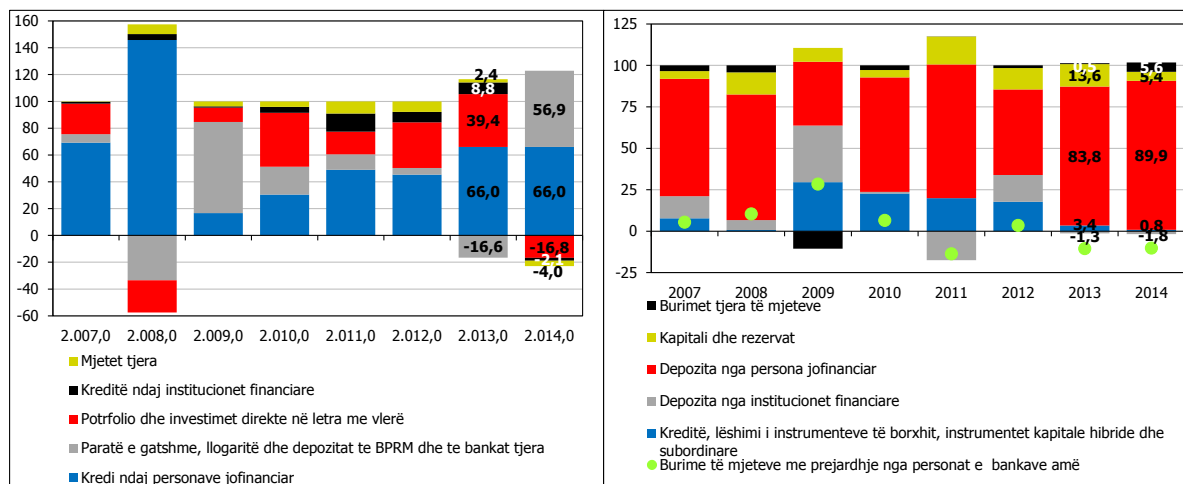 160
140
120
100
80
60
40
20
0
-20
-40
-60
2,4
8,8
39,4
66,0
-16,6
56,9
66,0
-16,8
-2,1
-4,0
2.007,0 2.008,0 2.009,0 2.010,0 2.011,0 2.012,0 2.013,0 2.014,0
Mjetet tjera
Kreditë ndaj institucionet financiare
Potrfolio dhe investimet direkte në letra me vlerë
Paratë e gatshme, llogaritë dhe depozitat te BPRM dhe te bankat tjera
Kredi ndaj personave jofinanciar
125
100
75
50
25
0
-25
0,5
13,6
83,8
3,4
-1,3
5,6
5,4
89,9
0,8
-1,8
2007 2008 2009 2010 2011 2012 2013 2014
Burimet tjera të mjeteve
Kapitali dhe rezervat
Depozita nga persona jofinanciar
Depozita nga institucionet financiare
Kreditë, lëshimi i instrumenteve të borxhit, instrumentet kapitale hibride dhe
subordinare
Burime të mjeteve me prejardhje nga personat e bankave amë